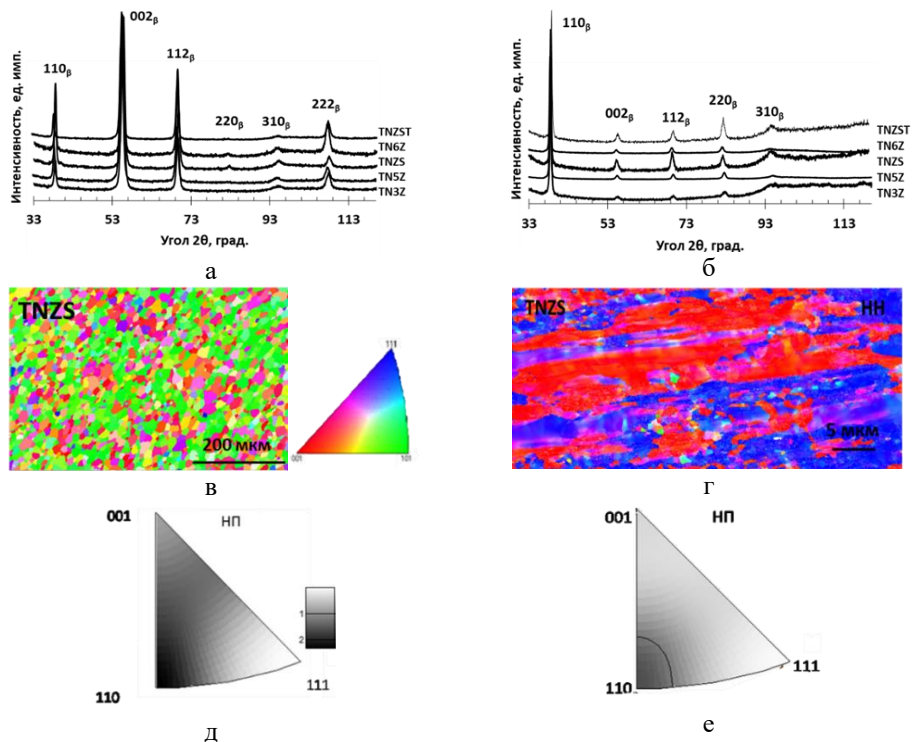 Интенсивность, ед. имп.
110β
002β
112β
220β
310β
222β
TNZST
TN6Z
TNZS
TN5Z
TN3Z
33 53 73 93 113
Угол 2θ, град.
а
Интенсивность, ед. имп.
110β
002β
112β
220β
310β
TNZST
TN6Z
TNZS
TN5Z
TN3Z
33 53 73 93 113
Угол 2θ, град.
б
TNZS
200 мкм
111
001
101
в
TNZS
НН
5 мкм
г
001
НП
1
2
110
111
д
001
НП
110
111
е